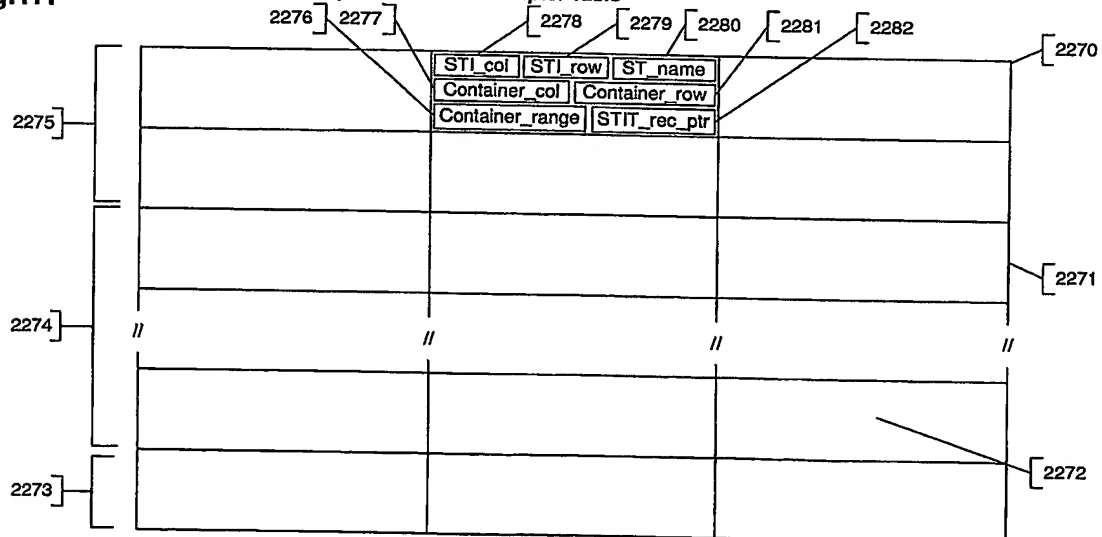 2276 2277 2278 2279 2280 2281 2282 2270
STI_col STI_row ST_name
Container_col Container_row
Container_range STIT_rec_ptr
2275
2271
2274
// // // //
2272
2273